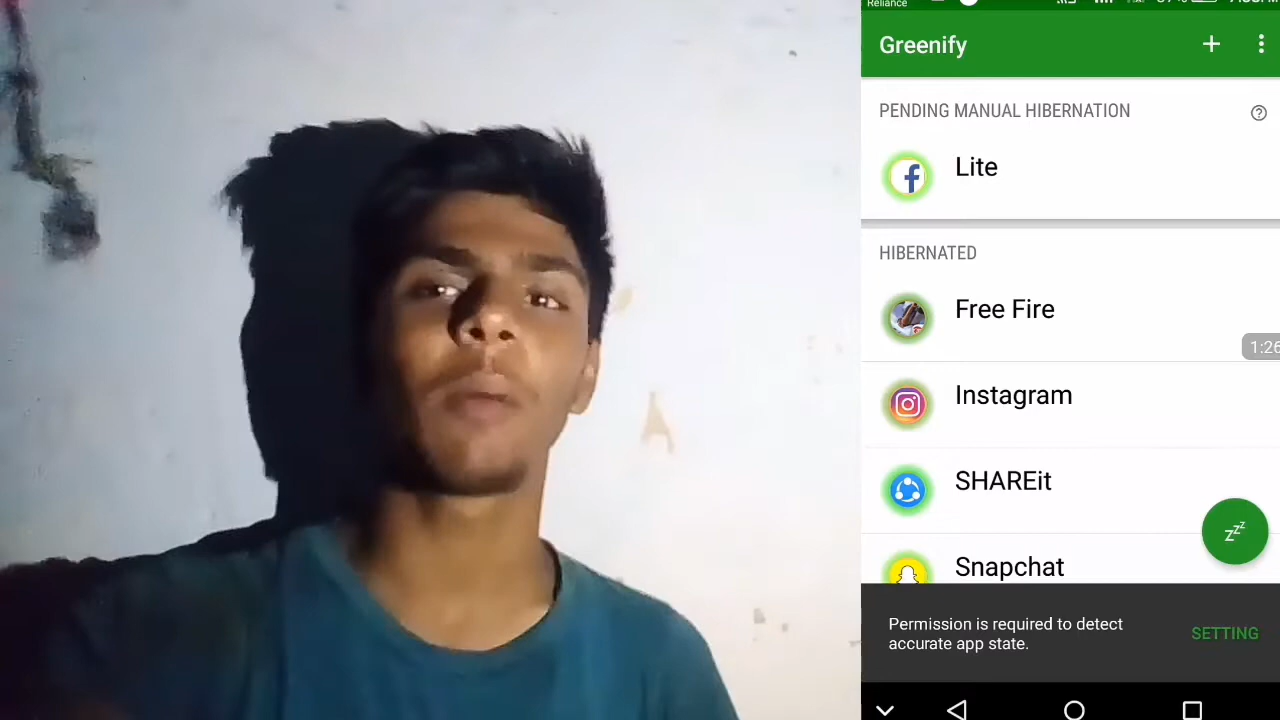 Reliance
Greenify
PENDING MANUAL HIBERNATION
Lite
HIBERNATED
Free Fire
1:26
Instagram
SHAREit
zzz
Snapchat
Permission is required to detect
accurate app state.
SETTING